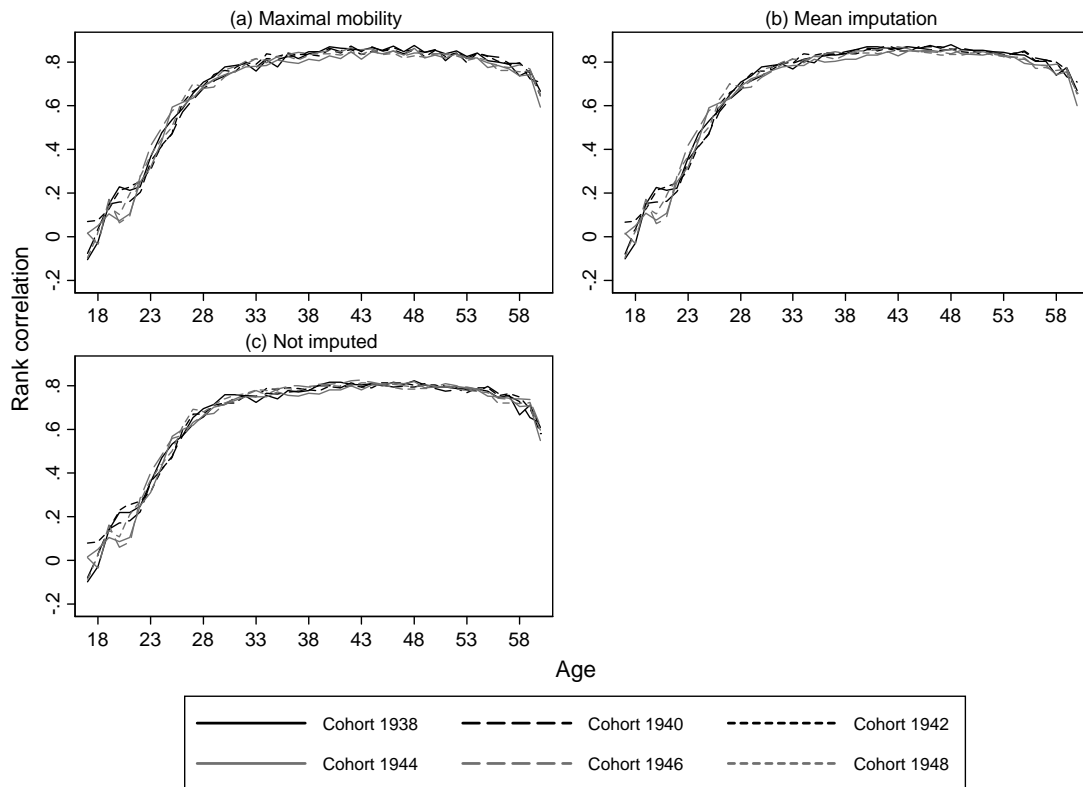 (a) Maximal mobility
(b) Mean imputation
.8
.6
.4
.2
0
-.2
18 23 28 33 38 43 48 53 58
.8
.6
.4
.2
0
-.2
18 23 28 33 38 43 48 53 58
(c) Not imputed
.8
.6
.4
.2
0
-.2
18 23 28 33 38 43 48 53 58
Rank correlation
Age
Cohort 1938 Cohort 1940 Cohort 1942
Cohort 1944 Cohort 1946 Cohort 1948